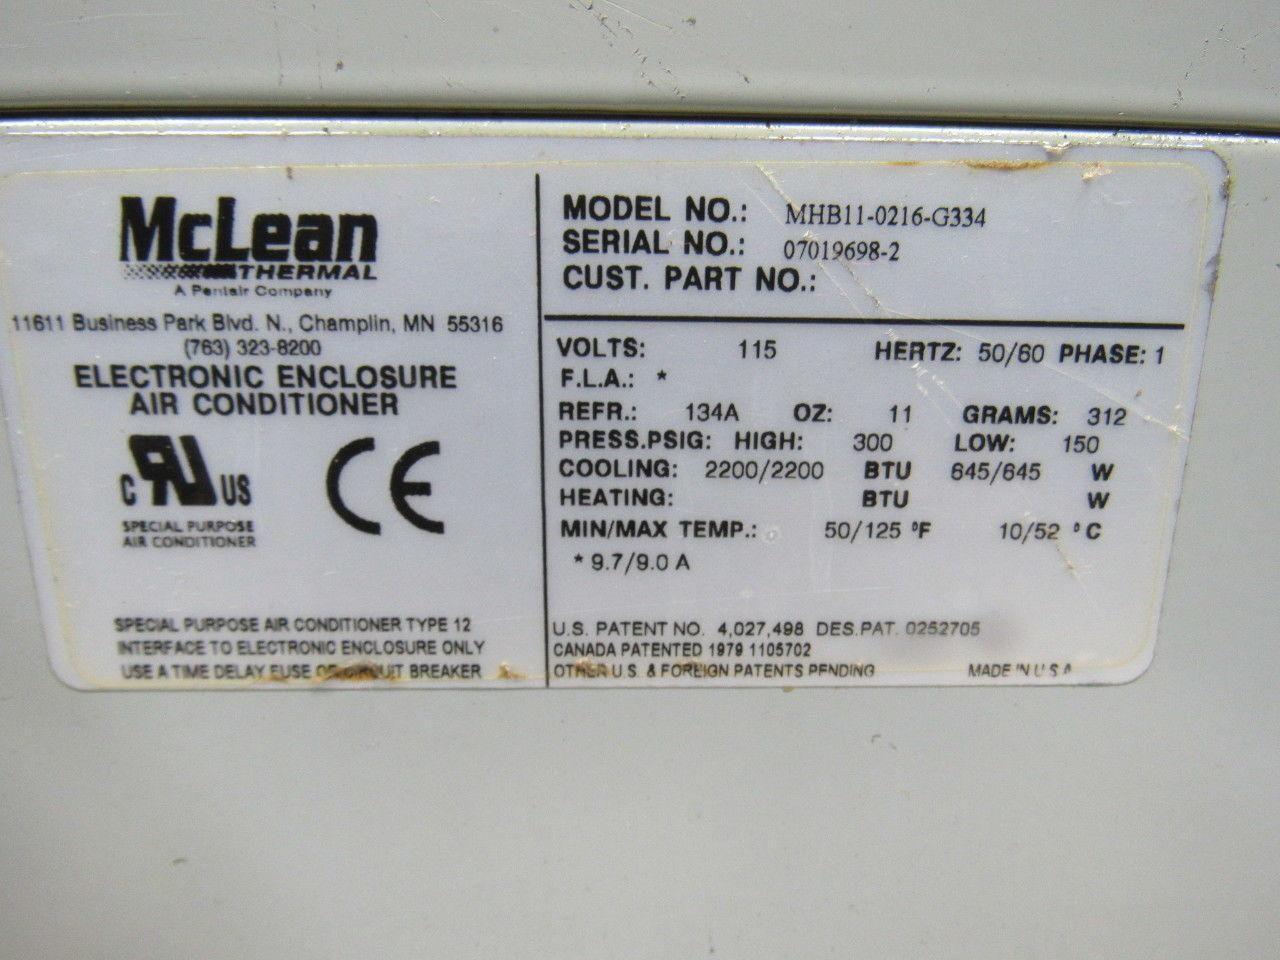 McLean
THERMAL
A Pentair Company
11611 Business Park Blvd. N., Champlin, MN 55316
(763) 323-8200
ELECTRONIC ENCLOSURE
AIR CONDITIONER
C RU US
CE
SPECIAL PURPOSE
AIR CONDITIONER
SPECIAL PURPOSE AIR CONDITIONER TYPE 12
INTERFACE TO ELECTRONIC ENCLOSURE ONLY
USE A TIME DELAY FUSE OR CIRCUIT BREAKER
MODEL NO.: MHB11-0216-G334
SERIAL NO.: 07019698-2
CUST. PART NO.:
VOLTS: 115 HERTZ: 50/60 PHASE: 1
F.L.A.: *
REFR.: 134A OZ: 11 GRAMS: 312
PRESS.PSIG: HIGH: 300 LOW: 150
COOLING: 2200/2200 BTU 645/645 W
HEATING: BTU W
MIN/MAX TEMP.: 50/125 °F 10/52 °C
* 9.7/9.0 A
U.S. PATENT NO. 4,027,498 DES.PAT. 0252705
CANADA PATENTED 1979 1105702
OTHER U.S. & FOREIGN PATENTS PENDING MADE IN U S A